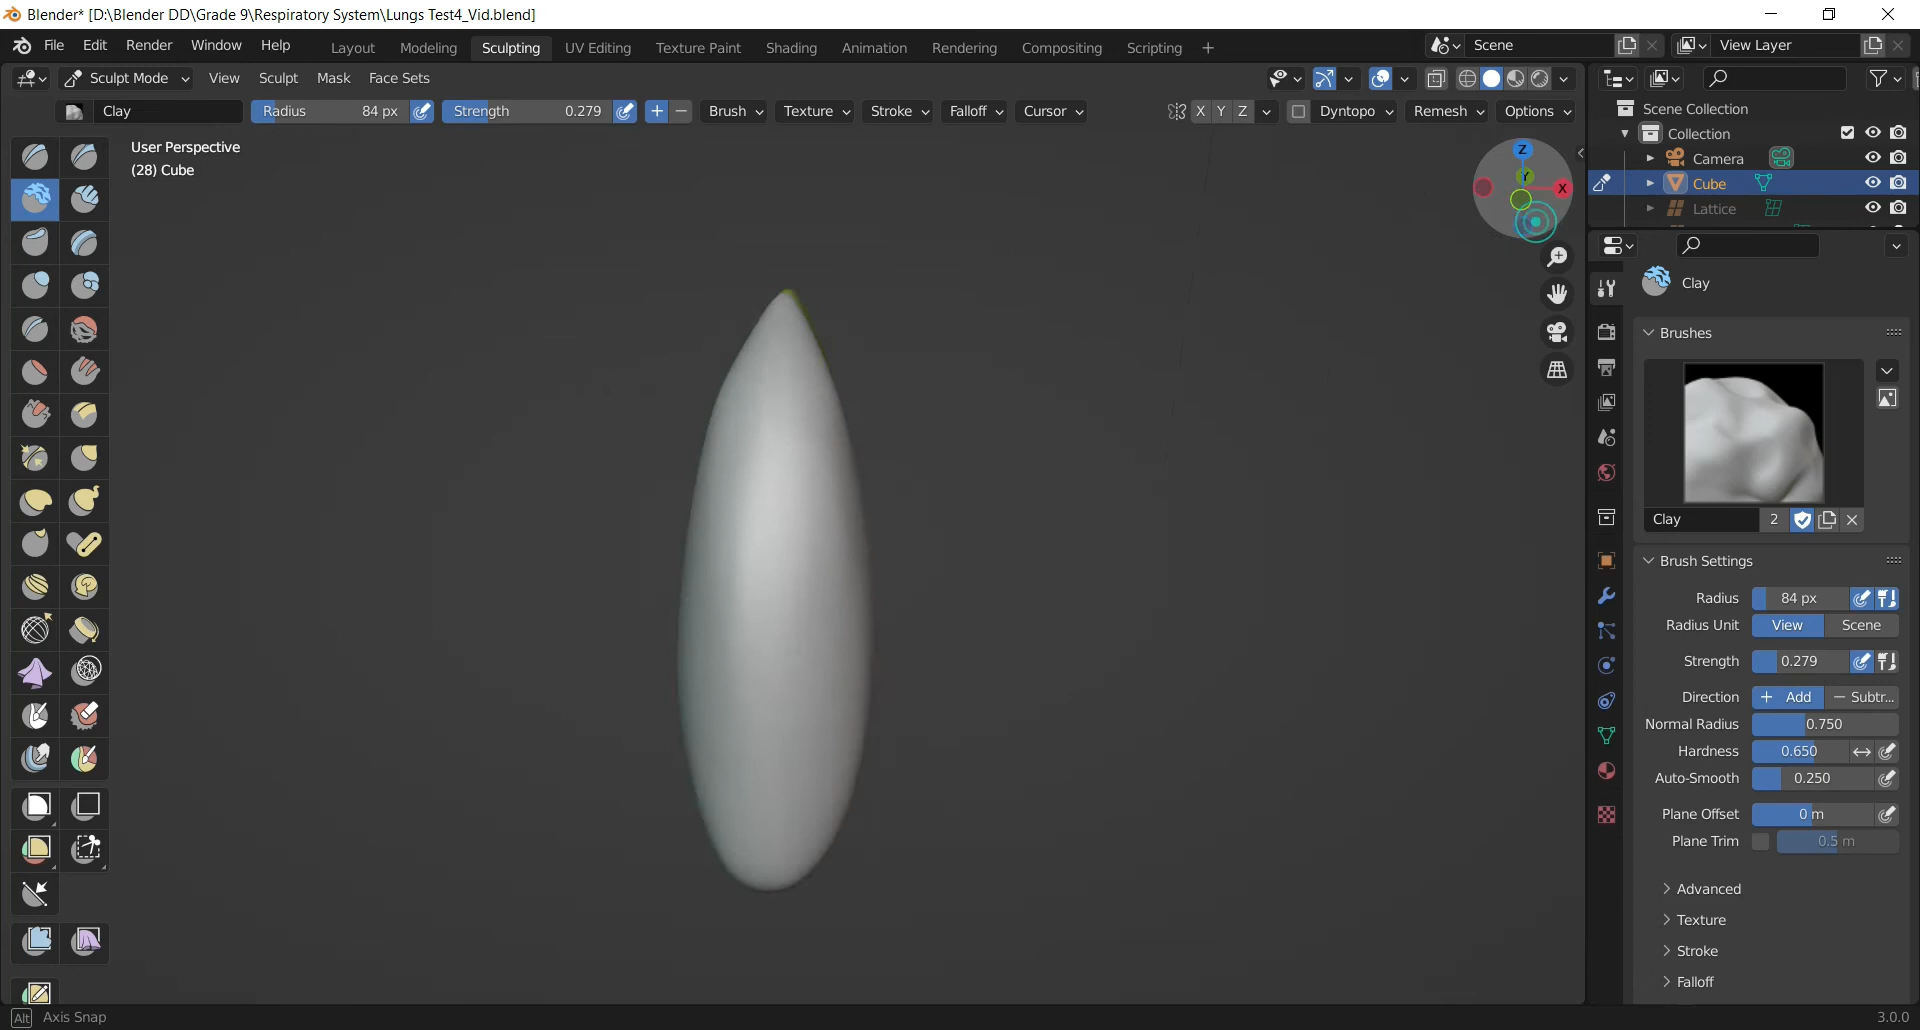 Blender* [D:\Blender DD\Grade 9\Respiratory System\Lungs Test4_Vid.blend]
File Edit Render Window Help Layout Modeling Sculpting UV Editing Texture Paint Shading Animation Rendering Compositing Scripting + Scene View Layer
Sculpt Mode View Sculpt Mask Face Sets
Clay Radius 84 px Strength 0.279 + − Brush Texture Stroke Falloff Cursor X Y Z Dyntopo Remesh Options
User Perspective
(28) Cube
Z
Y
X
Scene Collection
Collection
Camera
Cube
Lattice
Clay
Brushes
Clay 2
Brush Settings
Radius 84 px
Radius Unit View Scene
Strength 0.279
Direction + Add − Subtr...
Normal Radius 0.750
Hardness 0.650
Auto-Smooth 0.250
Plane Offset 0 m
Plane Trim 0.5 m
Advanced
Texture
Stroke
Falloff
Alt Axis Snap 3.0.0